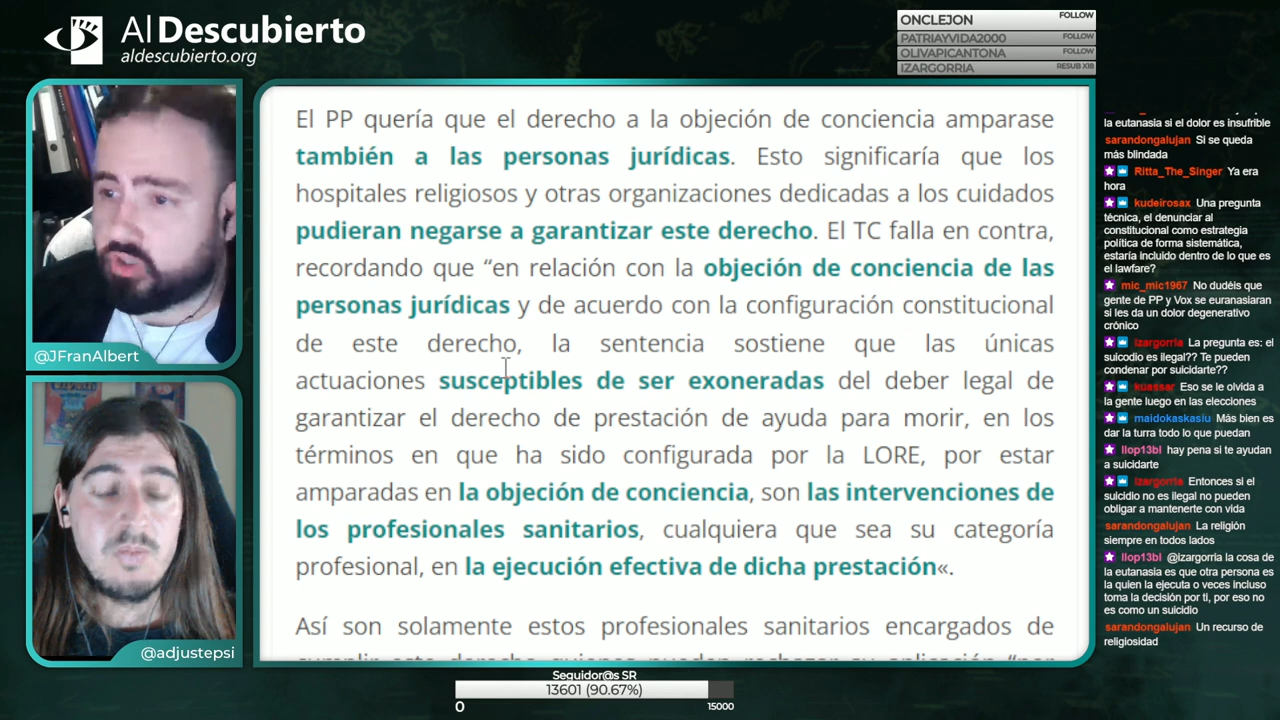 Al Descubierto
aldescubierto.org
ONCLEJON FOLLOW
PATRIAYVIDA2000 FOLLOW
OLIVAPICANTONA FOLLOW
IZARGORRIA RESUB X18
@JFranAlbert
@adjustepsi
El PP quería que el derecho a la objeción de conciencia amparase
también a las personas jurídicas. Esto significaría que los
hospitales religiosos y otras organizaciones dedicadas a los cuidados
pudieran negarse a garantizar este derecho. El TC falla en contra,
recordando que “en relación con la objeción de conciencia de las
personas jurídicas y de acuerdo con la configuración constitucional
de este derecho, la sentencia sostiene que las únicas
actuaciones susceptibles de ser exoneradas del deber legal de
garantizar el derecho de prestación de ayuda para morir, en los
términos en que ha sido configurada por la LORE, por estar
amparadas en la objeción de conciencia, son las intervenciones de
los profesionales sanitarios, cualquiera que sea su categoría
profesional, en la ejecución efectiva de dicha prestación«.
Así son solamente estos profesionales sanitarios encargados de
la eutanasia si el dolor es insufrible
sarandongalujan Si se queda
más blindada
Ritta_The_Singer Ya era
hora
kudeirosax Una pregunta
técnica, el denunciar al
constitucional como estrategia
política de forma sistemática,
estaría incluido dentro de lo que es
el lawfare?
mic_mic1967 No dudéis que
gente de PP y Vox se euranasiaran
si les da un dolor degenerativo
crónico
izargorria La pregunta es: el
suicodio es ilegal?? Te pueden
condenar por suicidarte??
kuassar Eso se le olvida a
la gente luego en las elecciones
maidokaskasiu Más bien es
dar la turra todo lo que puedan
llop13bl hay pena si te ayudan
a suicidarte
izargorria Entonces si el
suicidio no es ilegal no pueden
obligar a mantenerte con vida
sarandongalujan La religión
siempre en todos lados
llop13bl @izargorria la cosa de
la eutanasia es que otra persona es
la quien la ejecuta o veces incluso
toma la decisión por ti, por eso no
es como un suicidio
sarandongalujan Un recurso de
religiosidad
Seguidor@s SR
13601 (90.67%)
0 15000